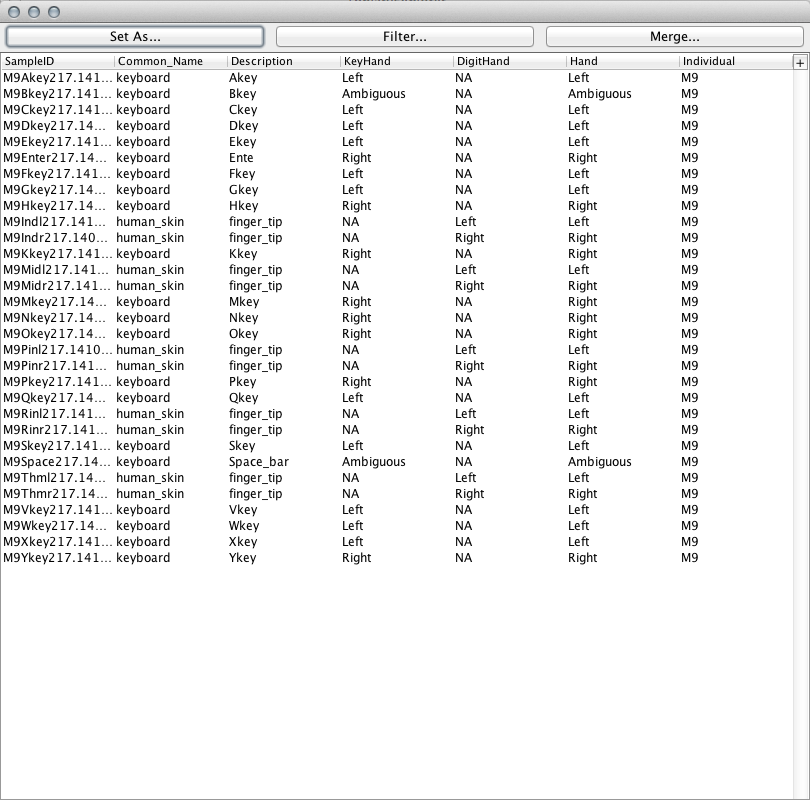 Set As... Filter... Merge...
SampleID Common_Name Description KeyHand DigitHand Hand Individual +
M9Akey217.141... keyboard Akey Left NA Left M9
M9Bkey217.141... keyboard Bkey Ambiguous NA Ambiguous M9
M9Ckey217.141... keyboard Ckey Left NA Left M9
M9Dkey217.14... keyboard Dkey Left NA Left M9
M9Ekey217.141... keyboard Ekey Left NA Left M9
M9Enter217.14... keyboard Ente Right NA Right M9
M9Fkey217.141... keyboard Fkey Left NA Left M9
M9Gkey217.14... keyboard Gkey Left NA Left M9
M9Hkey217.14... keyboard Hkey Right NA Right M9
M9Indl217.141... human_skin finger_tip NA Left Left M9
M9Indr217.140... human_skin finger_tip NA Right Right M9
M9Kkey217.141... keyboard Kkey Right NA Right M9
M9Midl217.141... human_skin finger_tip NA Left Left M9
M9Midr217.141... human_skin finger_tip NA Right Right M9
M9Mkey217.14... keyboard Mkey Right NA Right M9
M9Nkey217.14... keyboard Nkey Right NA Right M9
M9Okey217.14... keyboard Okey Right NA Right M9
M9Pinl217.1410... human_skin finger_tip NA Left Left M9
M9Pinr217.141... human_skin finger_tip NA Right Right M9
M9Pkey217.141... keyboard Pkey Right NA Right M9
M9Qkey217.14... keyboard Qkey Left NA Left M9
M9Rinl217.141... human_skin finger_tip NA Left Left M9
M9Rinr217.141... human_skin finger_tip NA Right Right M9
M9Skey217.141... keyboard Skey Left NA Left M9
M9Space217.14... keyboard Space_bar Ambiguous NA Ambiguous M9
M9Thml217.14... human_skin finger_tip NA Left Left M9
M9Thmr217.14... human_skin finger_tip NA Right Right M9
M9Vkey217.141... keyboard Vkey Left NA Left M9
M9Wkey217.14... keyboard Wkey Left NA Left M9
M9Xkey217.141... keyboard Xkey Left NA Left M9
M9Ykey217.141... keyboard Ykey Right NA Right M9